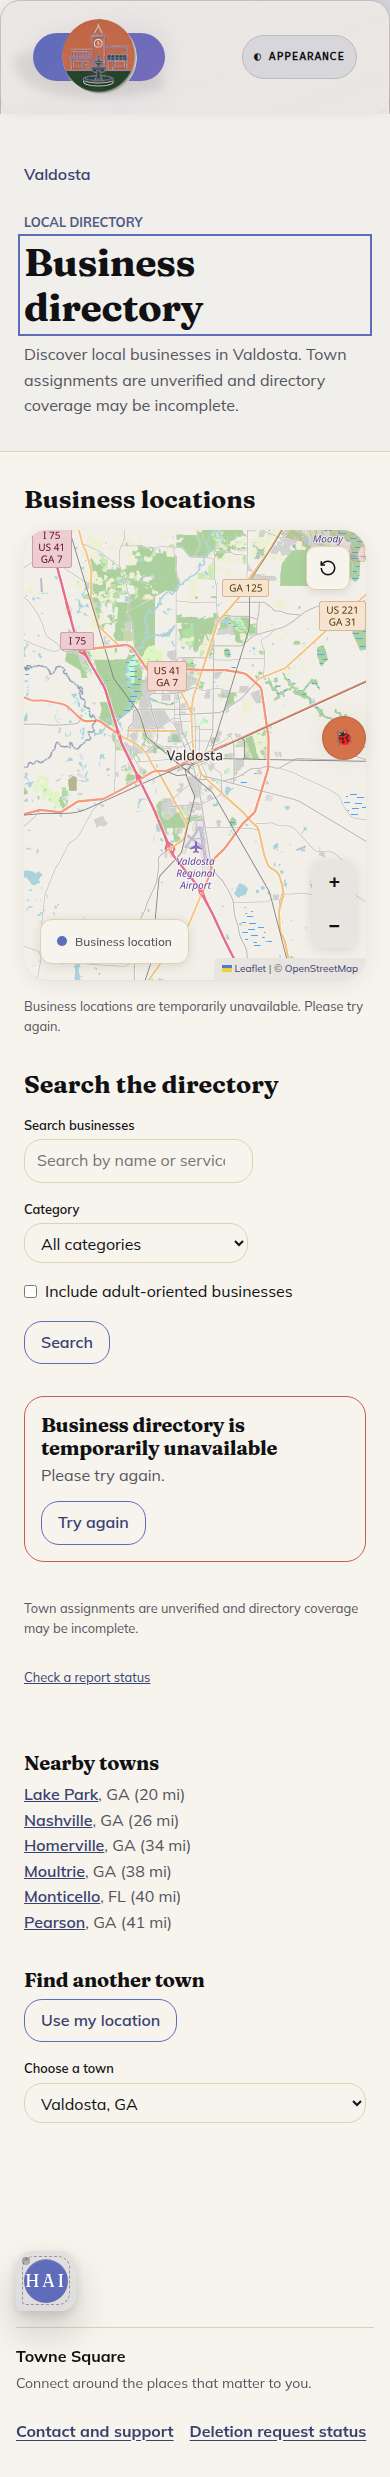 ◐ APPEARANCE
Valdosta
LOCAL DIRECTORY
Business
directory
Discover local businesses in Valdosta. Town
assignments are unverified and directory
coverage may be incomplete.
Business locations
I 75
US 41
GA 7
Moody
GA 125
US 221
GA 31
I 75
US 41
GA 7
Valdosta
Valdosta
Regional
Airport
+
−
Business location
Leaflet | © OpenStreetMap
Business locations are temporarily unavailable. Please try
again.
Search the directory
Search businesses
Search by name or servic
Category
All categories
Include adult-oriented businesses
Search
Business directory is
temporarily unavailable
Please try again.
Try again
Town assignments are unverified and directory coverage
may be incomplete.
Check a report status
Nearby towns
Lake Park, GA (20 mi)
Nashville, GA (26 mi)
Homerville, GA (34 mi)
Moultrie, GA (38 mi)
Monticello, FL (40 mi)
Pearson, GA (41 mi)
Find another town
Use my location
Choose a town
Valdosta, GA
HAI
Towne Square
Connect around the places that matter to you.
Contact and support Deletion request status